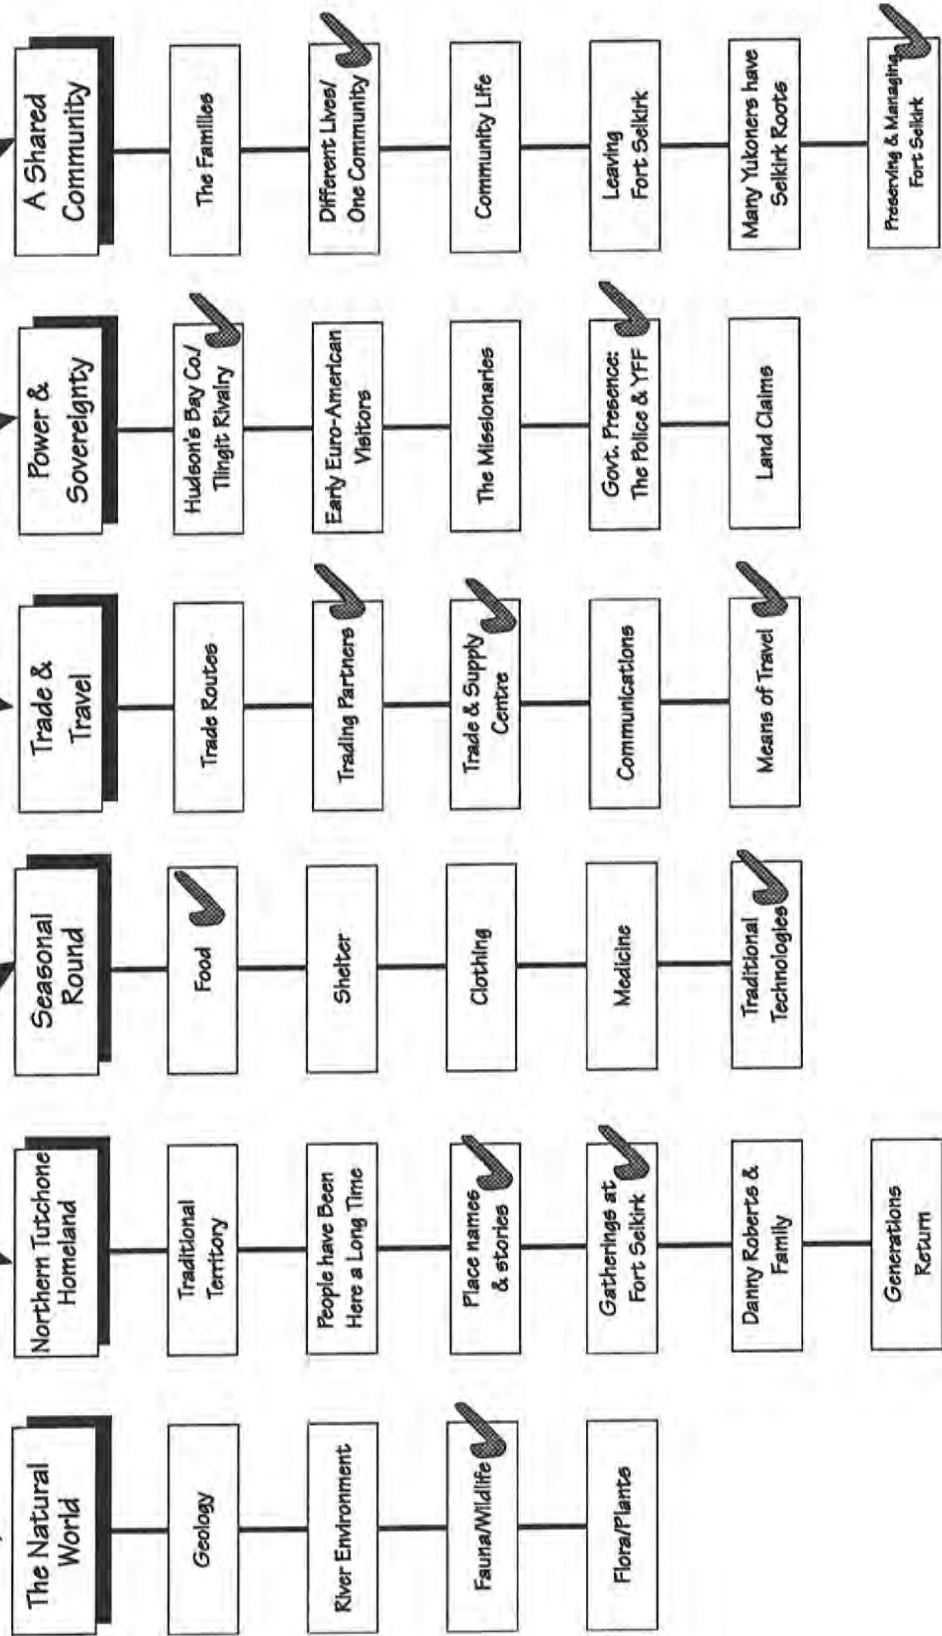 The Natural
World
Geology
River Environment
Fauna/Wildlife
Flora/Plants
Northern Tutchone
Homeland
Traditional
Territory
People have Been
Here a Long Time
Place names
& stories
Gatherings at
Fort Selkirk
Danny Roberts &
Family
Generations
Return
Seasonal
Round
Food
Shelter
Clothing
Medicine
Traditional
Technologies
Trade &
Travel
Trade Routes
Trading Partners
Trade & Supply
Centre
Communications
Means of Travel
Power &
Sovereignty
Hudson's Bay Co./
Tlingit Rivalry
Early Euro-American
Visitors
The Missionaries
Govt. Presence:
The Police & YFF
Land Claims
A Shared
Community
The Families
Different Lives/
One Community
Community Life
Leaving
Fort Selkirk
Many Yukoners have
Selkirk Roots
Preserving & Managing
Fort Selkirk